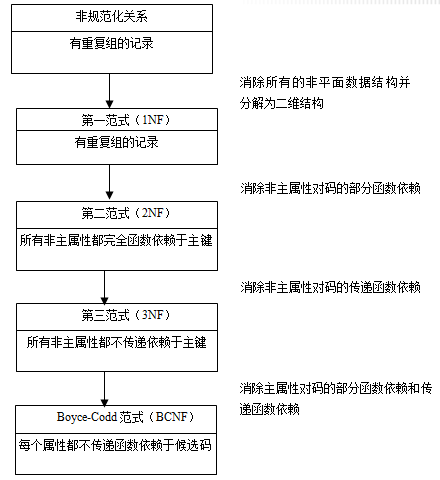 非规范化关系
有重复组的记录
消除所有的非平面数据结构并
分解为二维结构
第一范式（1NF）
有重复组的记录
消除非主属性对码的部分函数依赖
第二范式（2NF）
所有非主属性都完全函数依赖于主键
消除非主属性对码的传递函数依赖
第三范式（3NF）
所有非主属性都不传递依赖于主键
消除主属性对码的部分函数依赖和传
递函数依赖
Boyce-Codd 范式（BCNF）
每个属性都不传递函数依赖于候选码